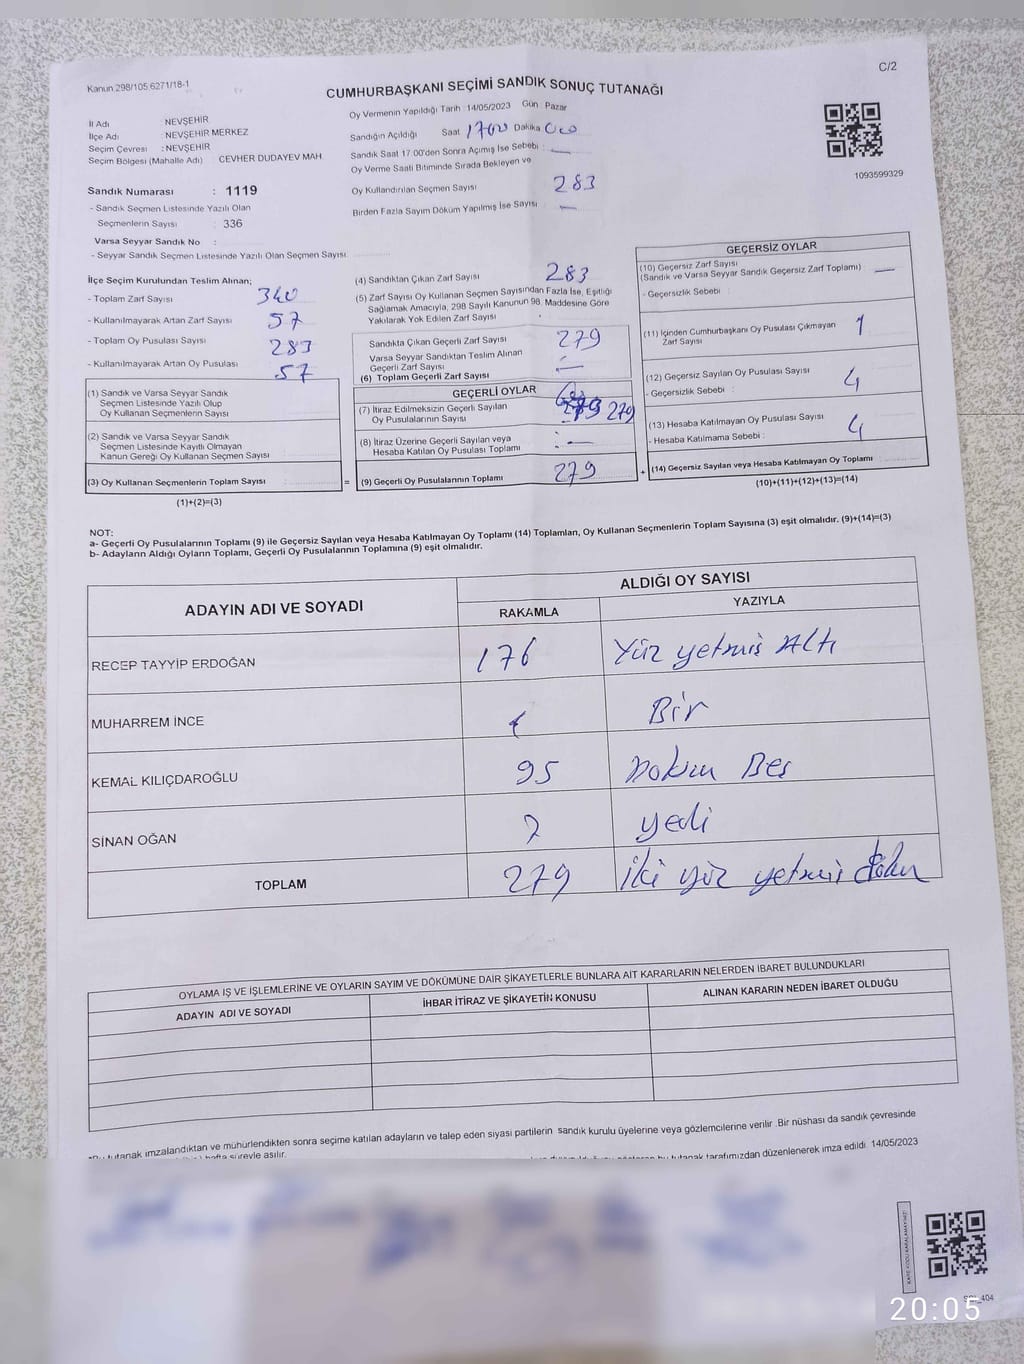 C/2
Kanun 298/105,6271/18-1
CUMHURBAŞKANI SEÇİMİ SANDIK SONUÇ TUTANAĞI
İl Adı : NEVŞEHİR
İlçe Adı : NEVŞEHİR MERKEZ
Seçim Çevresi : NEVŞEHİR
Seçim Bölgesi (Mahalle Adı) CEVHER DUDAYEV MAH.
Sandık Numarası : 1119
- Sandık Seçmen Listesinde Yazılı Olan
Seçmenlerin Sayısı : 336
Varsa Seyyar Sandık No :
- Seyyar Sandık Seçmen Listesinde Yazılı Olan Seçmen Sayısı
Oy Vermenin Yapıldığı Tarih : 14/05/2023 Gün : Pazar
Sandığın Açıldığı Saat 1700 Dakika 000
Sandık Saat 17.00'den Sonra Açımış İse Sebebi : —
Oy Verme Saati Bitiminde Sırada Bekleyen ve
Oy Kullandırılan Seçmen Sayısı 283
Birden Fazla Sayım Döküm Yapılmış İse Sayısı —
1093599329
İlçe Seçim Kurulundan Teslim Alınan;
- Toplam Zarf Sayısı 340
- Kullanılmayarak Artan Zarf Sayısı 57
- Toplam Oy Pusulası Sayısı 283
- Kullanılmayarak Artan Oy Pusulası 57
(1) Sandık ve Varsa Seyyar Sandık
Seçmen Listesinde Yazılı Olup
Oy Kullanan Seçmenlerin Sayısı
(2) Sandık ve Varsa Seyyar Sandık
Seçmen Listesinde Kayıtlı Olmayan
Kanun Gereği Oy Kullanan Seçmen Sayısı
(3) Oy Kullanan Seçmenlerin Toplam Sayısı
(1)+(2)=(3)
(4) Sandıktan Çıkan Zarf Sayısı 283
(5) Zarf Sayısı Oy Kullanan Seçmen Sayısından Fazla İse, Eşitliği
Sağlamak Amacıyla, 298 Sayılı Kanunun 98. Maddesine Göre
Yakılarak Yok Edilen Zarf Sayısı
Sandıkta Çıkan Geçerli Zarf Sayısı 279
Varsa Seyyar Sandıktan Teslim Alınan
Geçerli Zarf Sayısı : —
(6) Toplam Geçerli Zarf Sayısı
GEÇERLİ OYLAR
(7) İtiraz Edilmeksizin Geçerli Sayılan
Oy Pusulalarının Sayısı 279
(8) İtiraz Üzerine Geçerli Sayılan veya
Hesaba Katılan Oy Pusulası Toplamı : —
= (9) Geçerli Oy Pusulalarının Toplamı 279
GEÇERSİZ OYLAR
(10) Geçersiz Zarf Sayısı
(Sandık ve Varsa Seyyar Sandık Geçersiz Zarf Toplamı) —
- Geçersizlik Sebebi :
(11) İçinden Cumhurbaşkanı Oy Pusulası Çıkmayan
Zarf Sayısı 1
(12) Geçersiz Sayılan Oy Pusulası Sayısı 4
- Geçersizlik Sebebi :
(13) Hesaba Katılmayan Oy Pusulası Sayısı 4
- Hesaba Katılmama Sebebi :
+ (14) Geçersiz Sayılan veya Hesaba Katılmayan Oy Toplamı
(10)+(11)+(12)+(13)=(14)
NOT:
a- Geçerli Oy Pusulalarının Toplamı (9) ile Geçersiz Sayılan veya Hesaba Katılmayan Oy Toplamı (14) Toplamları, Oy Kullanan Seçmenlerin Toplam Sayısına (3) eşit olmalıdır. (9)+(14)=(3)
b- Adayların Aldığı Oyların Toplamı, Geçerli Oy Pusulalarının Toplamına (9) eşit olmalıdır.
ADAYIN ADI VE SOYADI
ALDIĞI OY SAYISI
RAKAMLA YAZIYLA
RECEP TAYYİP ERDOĞAN 176 Yüz yetmiş Altı
MUHARREM İNCE 1 Bir
KEMAL KILIÇDAROĞLU 95 Doksan Beş
SİNAN OĞAN 7 yedi
TOPLAM 279 iki yüz yetmiş dokuz
OYLAMA İŞ VE İŞLEMLERİNE VE OYLARIN SAYIM VE DÖKÜMÜNE DAİR ŞİKAYETLERLE BUNLARA AİT KARARLARIN NELERDEN İBARET BULUNDUKLARI
ADAYIN ADI VE SOYADI İHBAR İTİRAZ VE ŞİKAYETİN KONUSU ALINAN KARARIN NEDEN İBARET OLDUĞU
tutanak imzalandıktan ve mühürlendikten sonra seçime katılan adayların ve talep eden siyasi partilerin sandık kurulu üyelerine veya gözlemcilerine verilir. Bir nüshası da sandık çevresinde
hafta süreyle asılır.
bu tutanak tarafımızdan düzenlenerek imza edildi. 14/05/2023
20:05